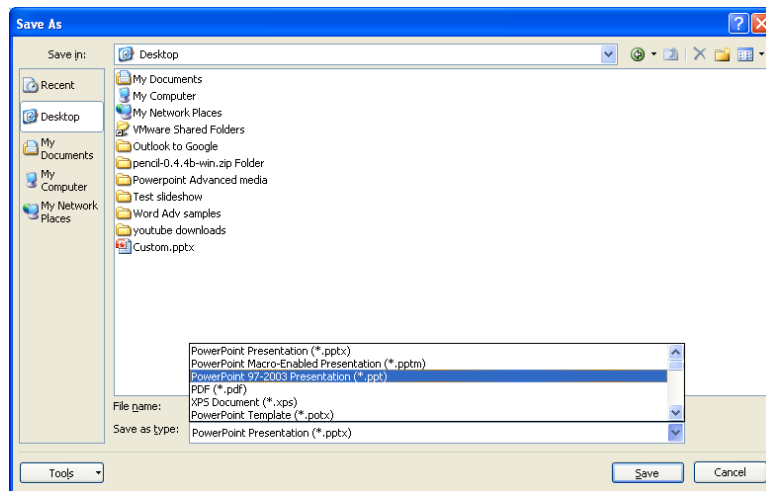 Save As
Save in:
Desktop
Recent
Desktop
My Documents
My Computer
My Network Places
My Documents
My Computer
My Network Places
VMware Shared Folders
Outlook to Google
pencil-0.4.4b-win.zip Folder
Powerpoint Advanced media
Test slideshow
Word Adv samples
youtube downloads
Custom.pptx
PowerPoint Presentation (*.pptx)
PowerPoint Macro-Enabled Presentation (*.pptm)
PowerPoint 97-2003 Presentation (*.ppt)
PDF (*.pdf)
XPS Document (*.xps)
PowerPoint Template (*.potx)
File name:
Save as type:
PowerPoint Presentation (*.pptx)
Tools
Save
Cancel